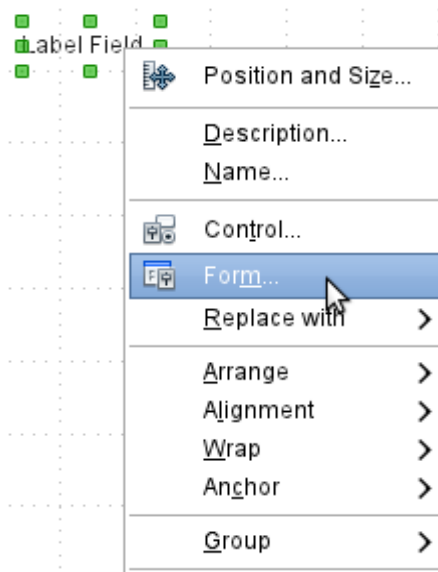 Label Field
Position and Size...
Description...
Name...
Control...
Form...
Replace with
Arrange
Alignment
Wrap
Anchor
Group